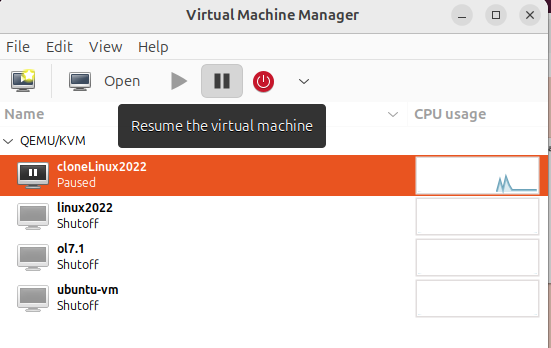 Virtual Machine Manager
File Edit View Help
Open
Name CPU usage
Resume the virtual machine
QEMU/KVM
cloneLinux2022
Paused
linux2022
Shutoff
ol7.1
Shutoff
ubuntu-vm
Shutoff